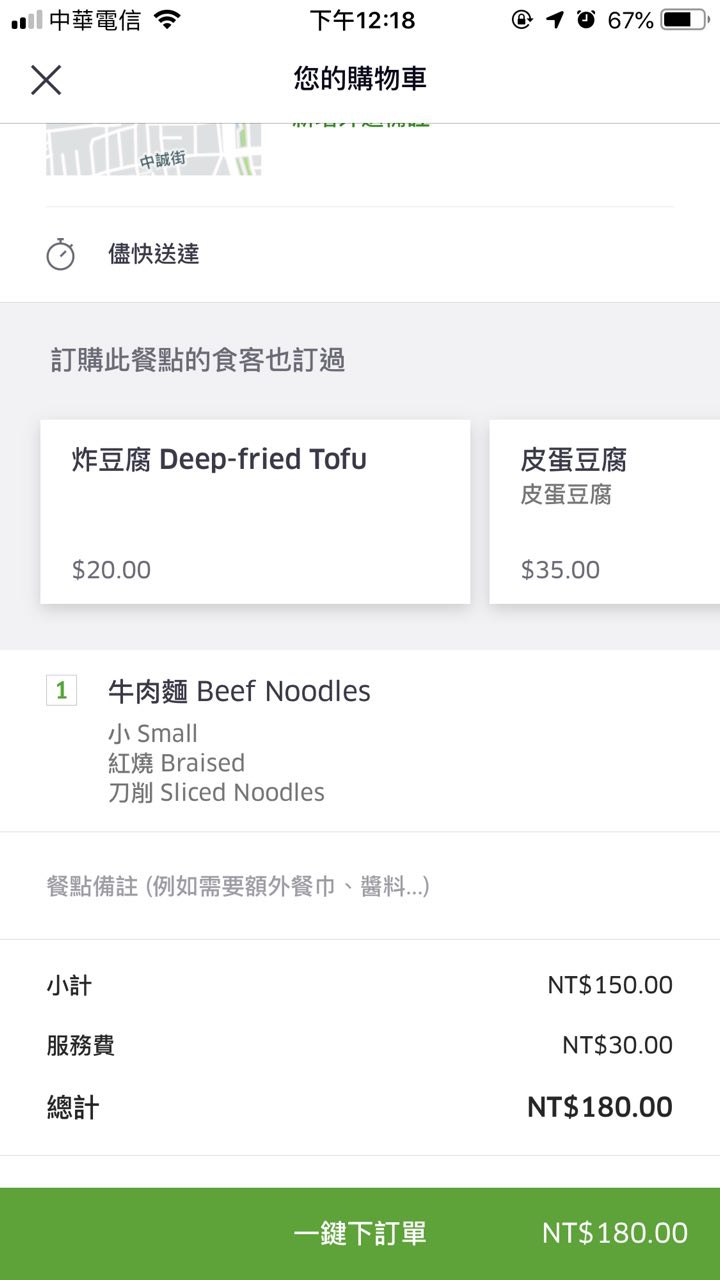 中華電信
下午12:18
67%
您的購物車
中誠街
儘快送達
訂購此餐點的食客也訂過
炸豆腐 Deep-fried Tofu
$20.00
皮蛋豆腐
皮蛋豆腐
$35.00
1
牛肉麵 Beef Noodles
小 Small
紅燒 Braised
刀削 Sliced Noodles
餐點備註 (例如需要額外餐巾、醬料...)
小計
NT$150.00
服務費
NT$30.00
總計
NT$180.00
一鍵下訂單
NT$180.00